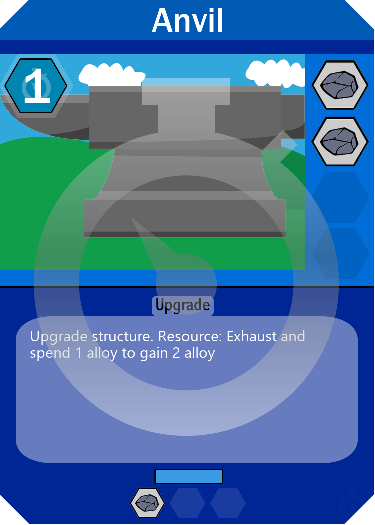 Anvil
1
Upgrade
Upgrade structure. Resource: Exhaust and
spend 1 alloy to gain 2 alloy